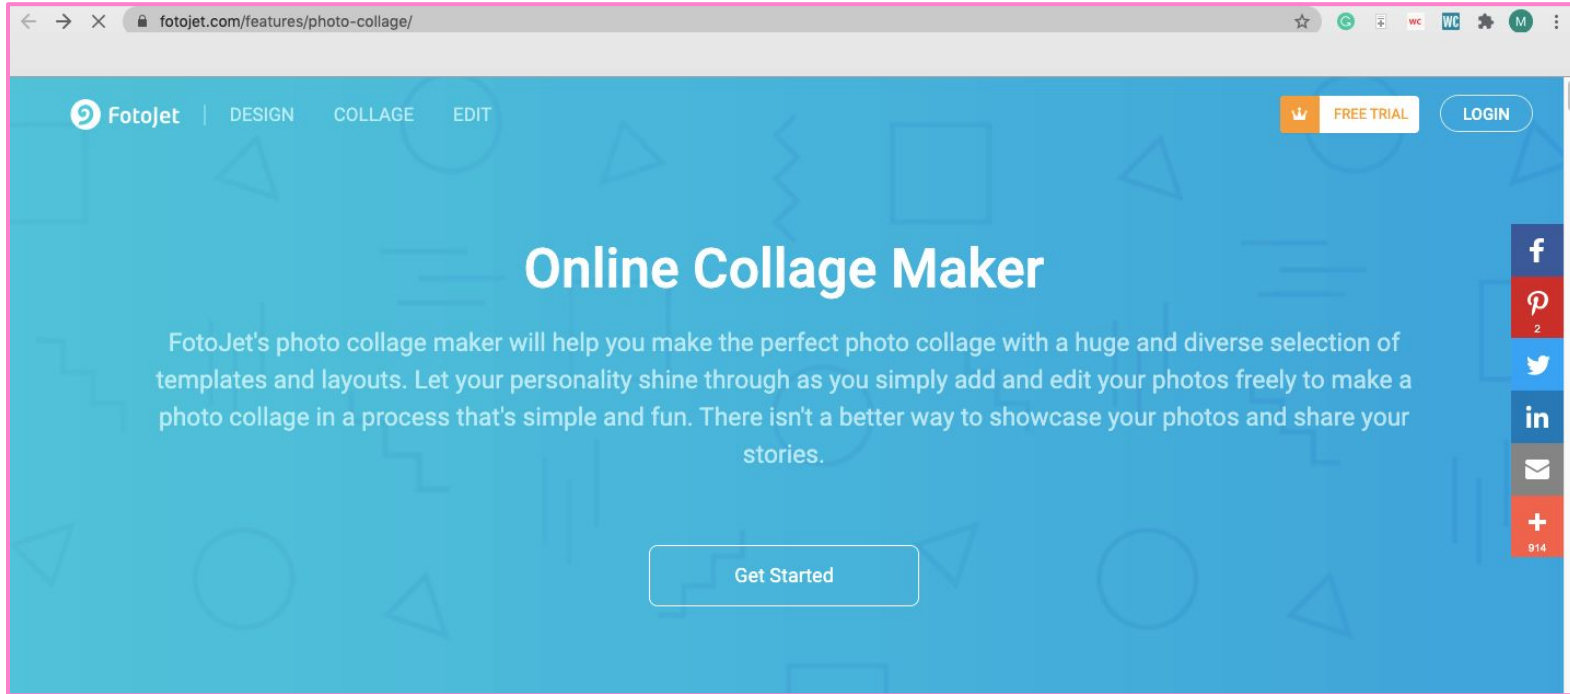 fotojet.com/features/photo-collage/
WC
WC
M
FotoJet
DESIGN
COLLAGE
EDIT
FREE TRIAL
LOGIN
Online Collage Maker
FotoJet's photo collage maker will help you make the perfect photo collage with a huge and diverse selection of
templates and layouts. Let your personality shine through as you simply add and edit your photos freely to make a
photo collage in a process that's simple and fun. There isn't a better way to showcase your photos and share your
stories.
Get Started
f
2
in
914